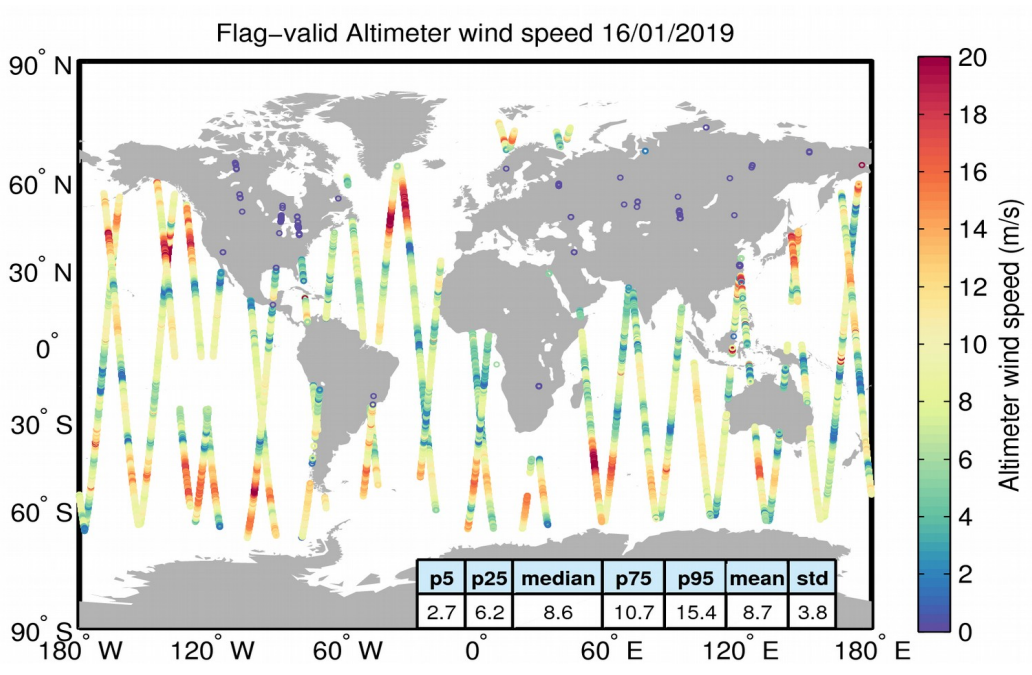 Flag−valid Altimeter wind speed 16/01/2019
90° N
60° N
30° N
0°
30° S
60° S
90° S
180° W
120° W
60° W
0°
60° E
120° E
180° E
p5 p25 median p75 p95 mean std
2.7 6.2 8.6 10.7 15.4 8.7 3.8
20
18
16
14
12
10
8
6
4
2
0
Altimeter wind speed (m/s)